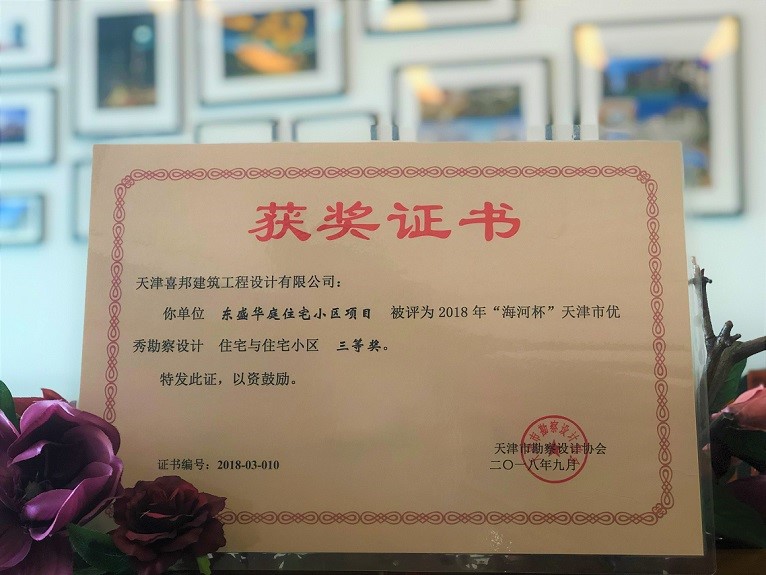 获奖证书
天津喜邦建筑工程设计有限公司：
你单位 东盛华庭住宅小区项目 被评为2018年“海河杯”天津市优
秀勘察设计 住宅与住宅小区 三等奖。
特发此证，以资鼓励。
证书编号：2018-03-010
天津市勘察设计协会
二〇一八年九月